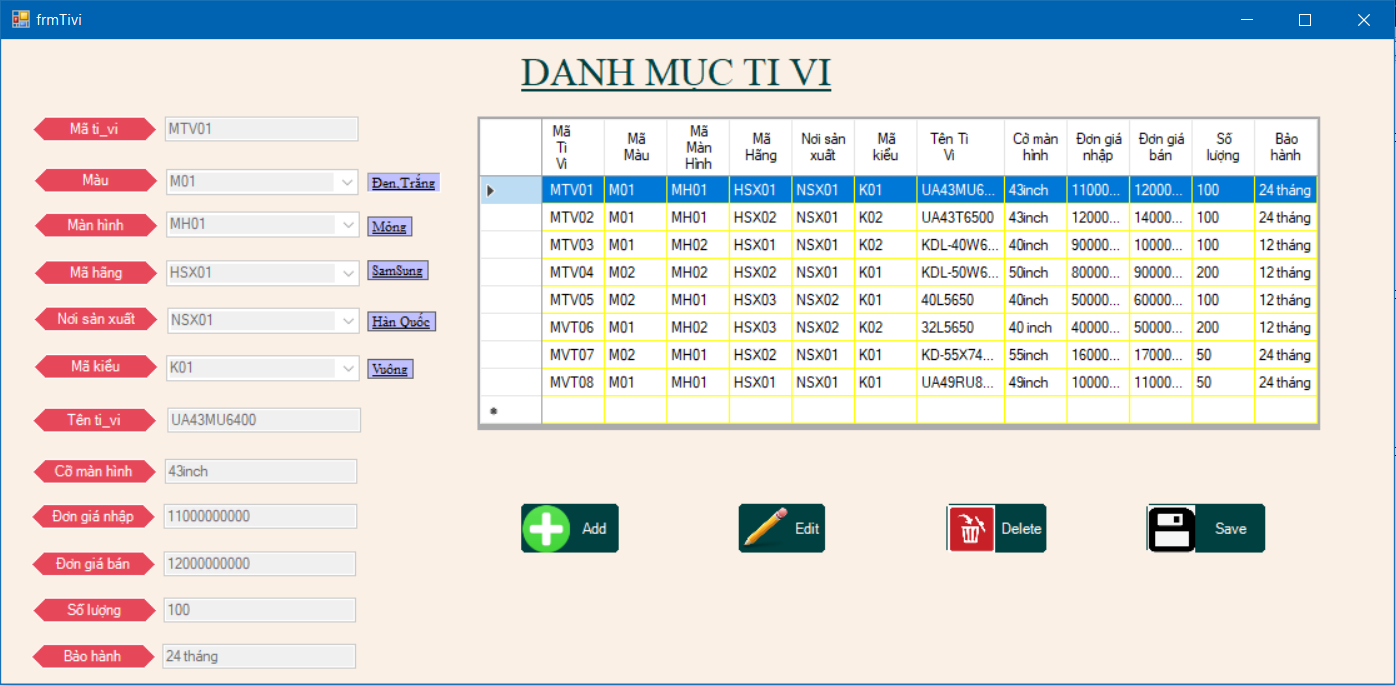 frmTivi
DANH MỤC TI VI
Mã ti_vi MTV01
Màu M01 Đen,Trắng
Màn hình MH01 Mỏng
Mã hãng HSX01 SamSung
Nơi sản xuất NSX01 Hàn Quốc
Mã kiểu K01 Vuông
Tên ti_vi UA43MU6400
Cỡ màn hình 43inch
Đơn giá nhập 11000000000
Đơn giá bán 12000000000
Số lượng 100
Bảo hành 24 tháng
Mã Ti Vi Mã Màu Mã Màn Hình Mã Hãng Nơi sản xuất Mã kiểu Tên Ti Vi Cỡ màn hình Đơn giá nhập Đơn giá bán Số lượng Bảo hành
MTV01 M01 MH01 HSX01 NSX01 K01 UA43MU6... 43inch 11000... 12000... 100 24 tháng
MTV02 M01 MH01 HSX02 NSX01 K02 UA43T6500 43inch 12000... 14000... 100 24 tháng
MTV03 M01 MH02 HSX01 NSX01 K02 KDL-40W6... 40inch 90000... 10000... 100 12 tháng
MTV04 M02 MH02 HSX02 NSX01 K01 KDL-50W6... 50inch 80000... 90000... 200 12 tháng
MTV05 M02 MH01 HSX03 NSX02 K01 40L5650 40inch 50000... 60000... 100 12 tháng
MVT06 M01 MH02 HSX03 NSX02 K02 32L5650 40 inch 40000... 50000... 200 12 tháng
MVT07 M02 MH01 HSX02 NSX01 K01 KD-55X74... 55inch 16000... 17000... 50 24 tháng
MVT08 M01 MH01 HSX01 NSX01 K01 UA49RU8... 49inch 10000... 11000... 50 24 tháng
Add Edit Delete Save